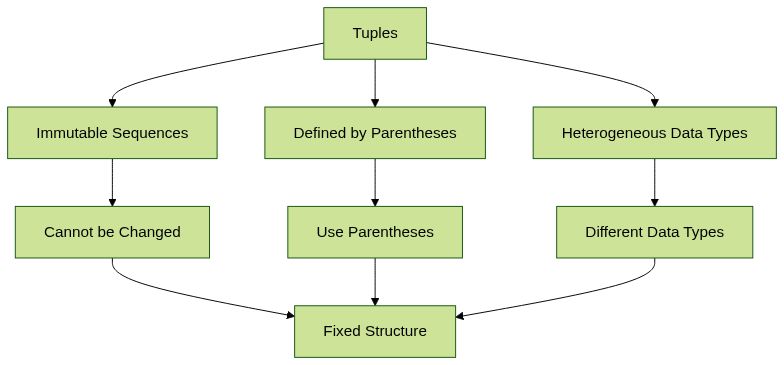 Tuples
Immutable Sequences
Defined by Parentheses
Heterogeneous Data Types
Cannot be Changed
Use Parentheses
Different Data Types
Fixed Structure